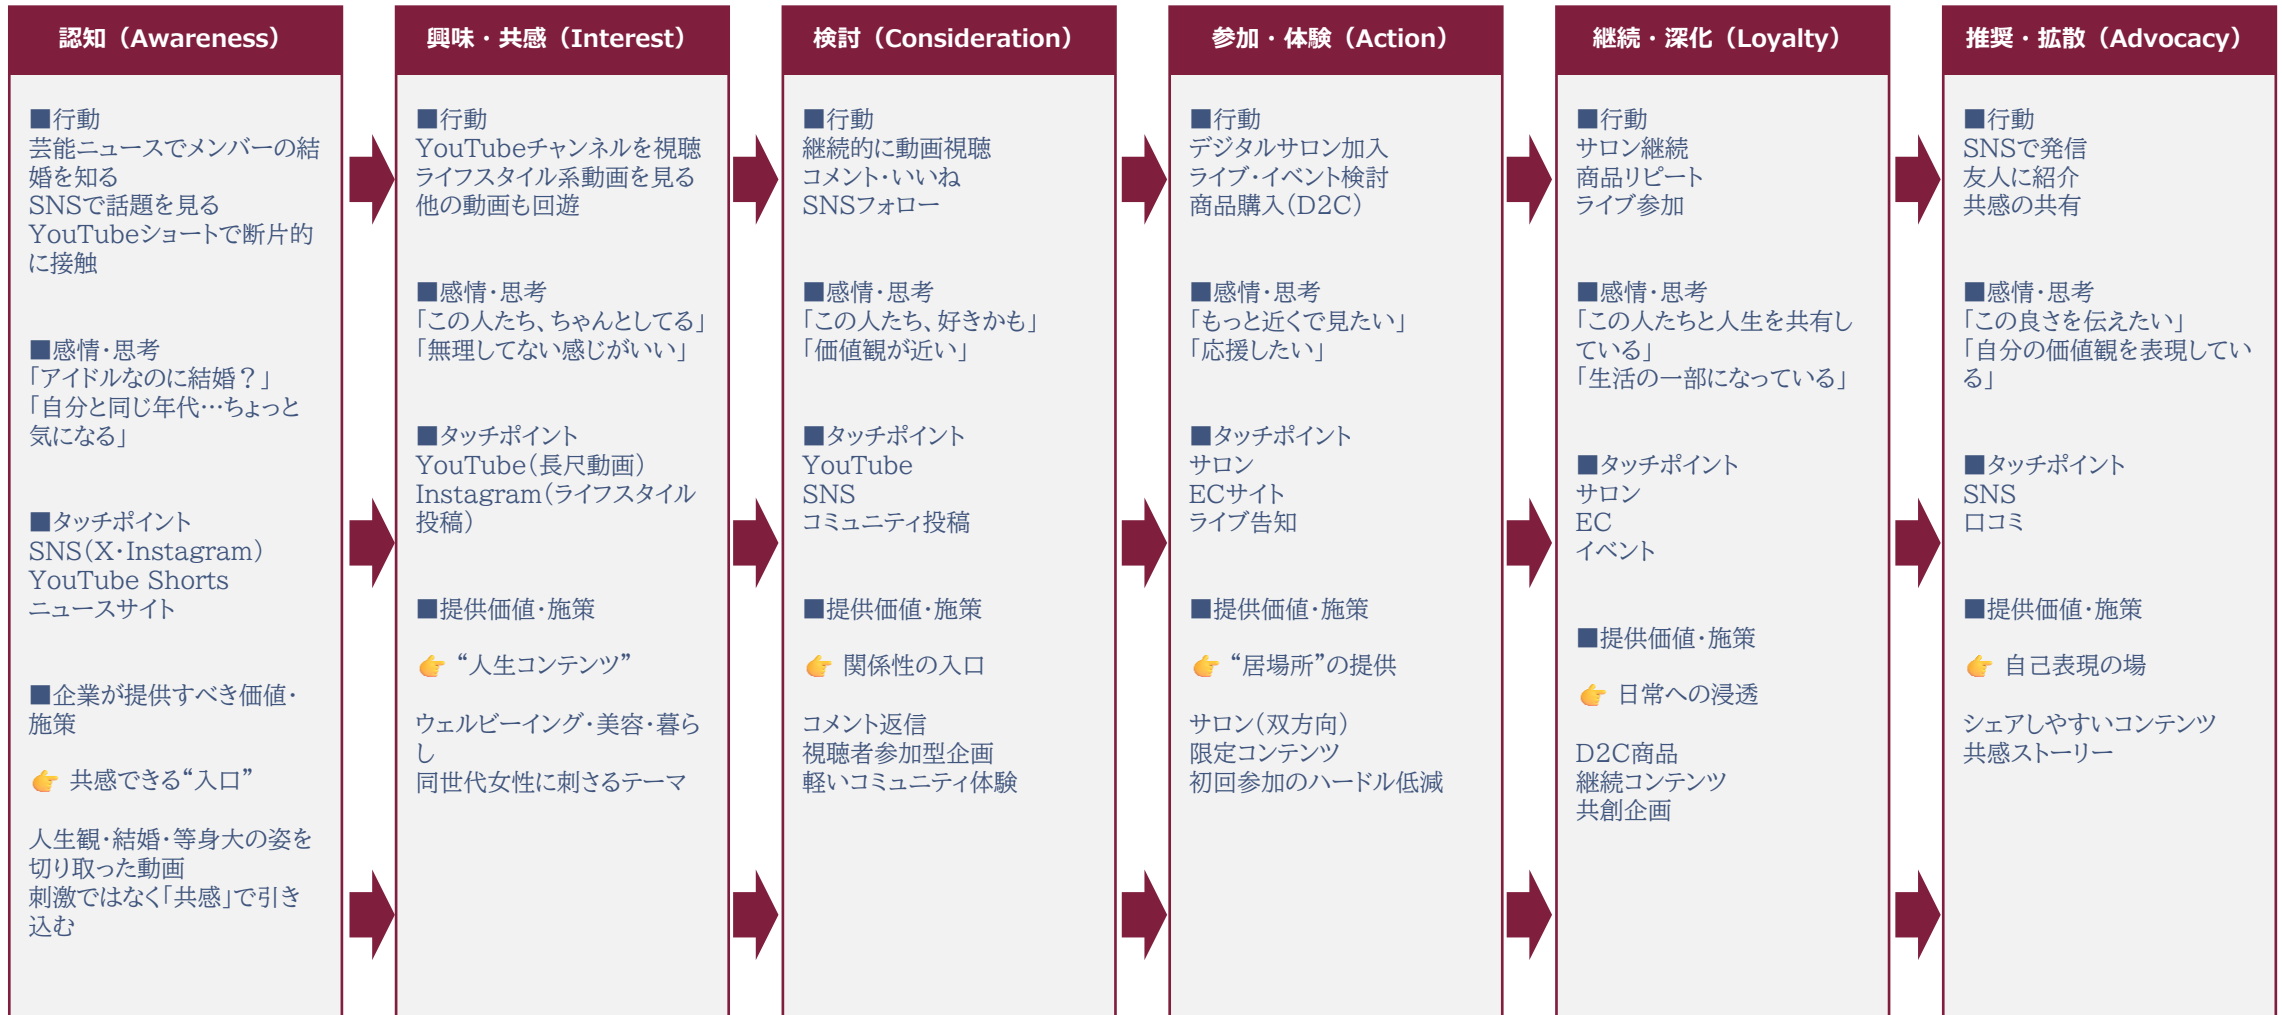 認知（Awareness）
■行動
芸能ニュースでメンバーの結
婚を知る
SNSで話題を見る
YouTubeショートで断片的
に接触
■感情・思考
「アイドルなのに結婚？」
「自分と同じ年代…ちょっと
気になる」
■タッチポイント
SNS（X・Instagram）
YouTube Shorts
ニュースサイト
■企業が提供すべき価値・
施策
👉 共感できる“入口”
人生観・結婚・等身大の姿を
切り取った動画
刺激ではなく「共感」で引き
込む
興味・共感（Interest）
■行動
YouTubeチャンネルを視聴
ライフスタイル系動画を見る
他の動画も回遊
■感情・思考
「この人たち、ちゃんとしてる」
「無理してない感じがいい」
■タッチポイント
YouTube（長尺動画）
Instagram（ライフスタイル
投稿）
■提供価値・施策
👉 “人生コンテンツ”
ウェルビーイング・美容・暮ら
し
同世代女性に刺さるテーマ
検討（Consideration）
■行動
継続的に動画視聴
コメント・いいね
SNSフォロー
■感情・思考
「この人たち、好きかも」
「価値観が近い」
■タッチポイント
YouTube
SNS
コミュニティ投稿
■提供価値・施策
👉 関係性の入口
コメント返信
視聴者参加型企画
軽いコミュニティ体験
参加・体験（Action）
■行動
デジタルサロン加入
ライブ・イベント検討
商品購入（D2C）
■感情・思考
「もっと近くで見たい」
「応援したい」
■タッチポイント
サロン
ECサイト
ライブ告知
■提供価値・施策
👉 “居場所”の提供
サロン（双方向）
限定コンテンツ
初回参加のハードル低減
継続・深化（Loyalty）
■行動
サロン継続
商品リピート
ライブ参加
■感情・思考
「この人たちと人生を共有し
ている」
「生活の一部になっている」
■タッチポイント
サロン
EC
イベント
■提供価値・施策
👉 日常への浸透
D2C商品
継続コンテンツ
共創企画
推奨・拡散（Advocacy）
■行動
SNSで発信
友人に紹介
共感の共有
■感情・思考
「この良さを伝えたい」
「自分の価値観を表現してい
る」
■タッチポイント
SNS
口コミ
■提供価値・施策
👉 自己表現の場
シェアしやすいコンテンツ
共感ストーリー